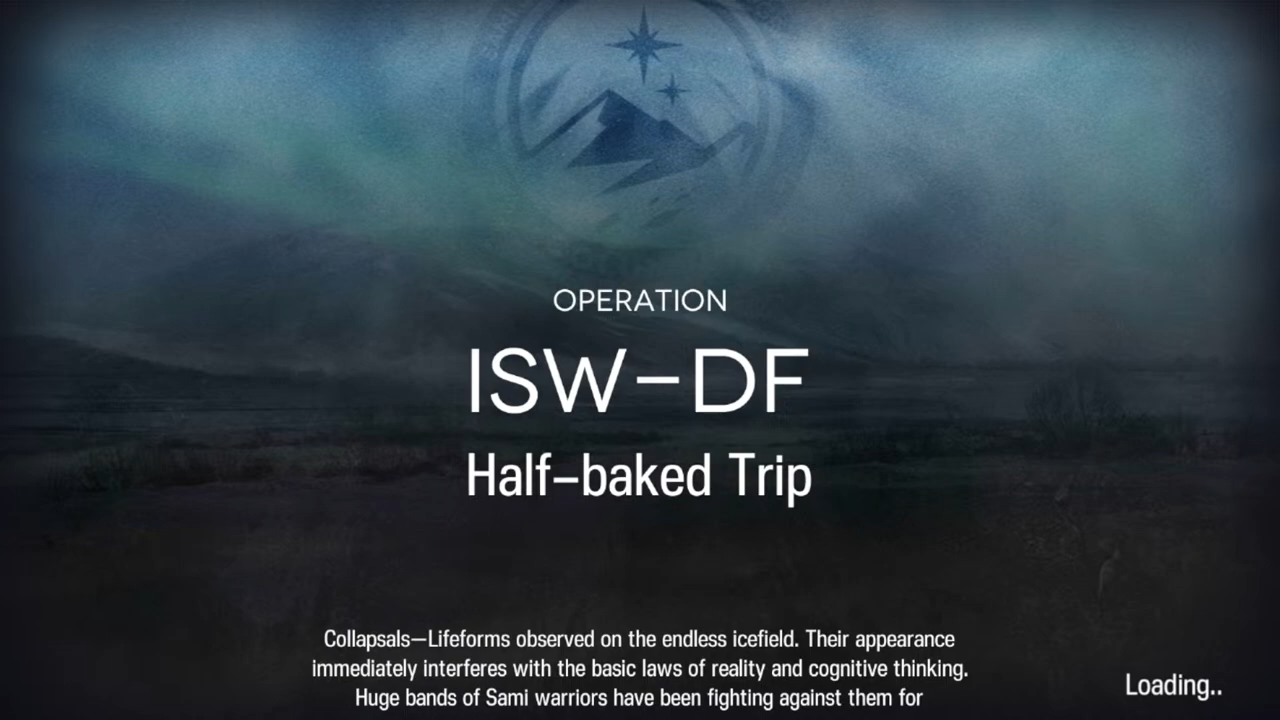 OPERATION
ISW-DF
Half-baked Trip
Collapsals—Lifeforms observed on the endless icefield. Their appearance
immediately interferes with the basic laws of reality and cognitive thinking.
Huge bands of Sami warriors have been fighting against them for
Loading..